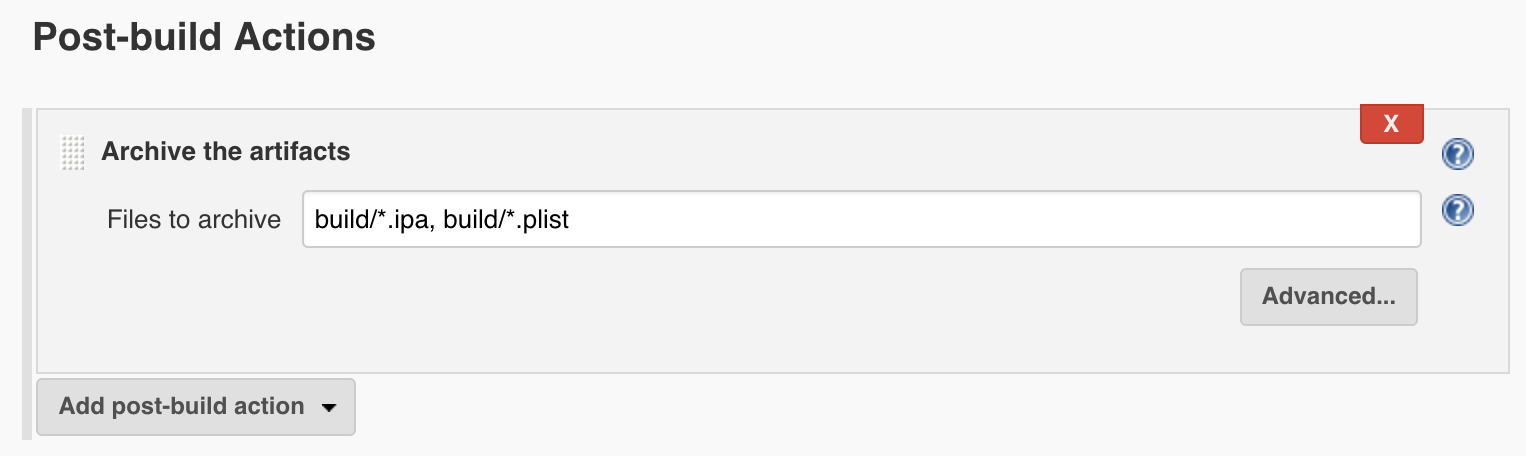 Post-build Actions
X
Archive the artifacts
?
Files to archive
build/*.ipa, build/*.plist
?
Advanced...
Add post-build action